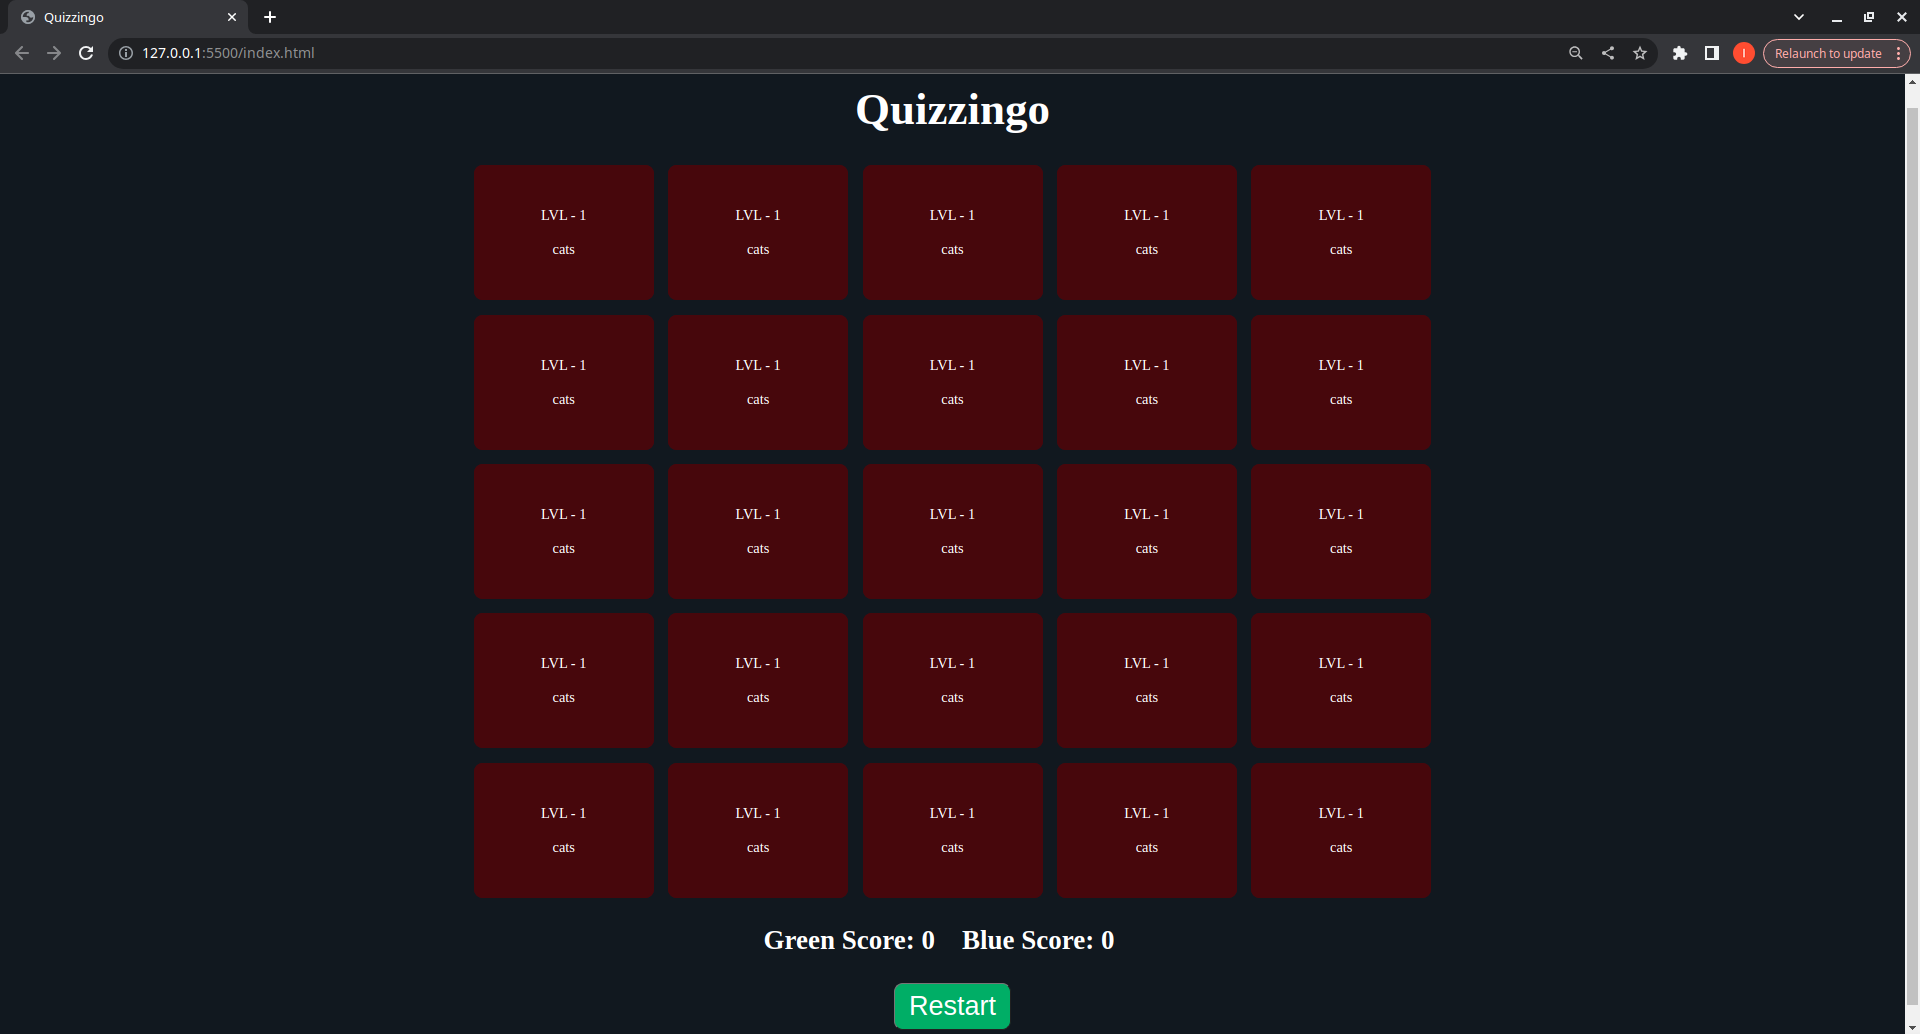 Quizzingo
127.0.0.1:5500/index.html
I
Relaunch to update
Quizzingo
LVL - 1 LVL - 1 LVL - 1 LVL - 1 LVL - 1
cats cats cats cats cats
LVL - 1 LVL - 1 LVL - 1 LVL - 1 LVL - 1
cats cats cats cats cats
LVL - 1 LVL - 1 LVL - 1 LVL - 1 LVL - 1
cats cats cats cats cats
LVL - 1 LVL - 1 LVL - 1 LVL - 1 LVL - 1
cats cats cats cats cats
LVL - 1 LVL - 1 LVL - 1 LVL - 1 LVL - 1
cats cats cats cats cats
Green Score: 0 Blue Score: 0
Restart